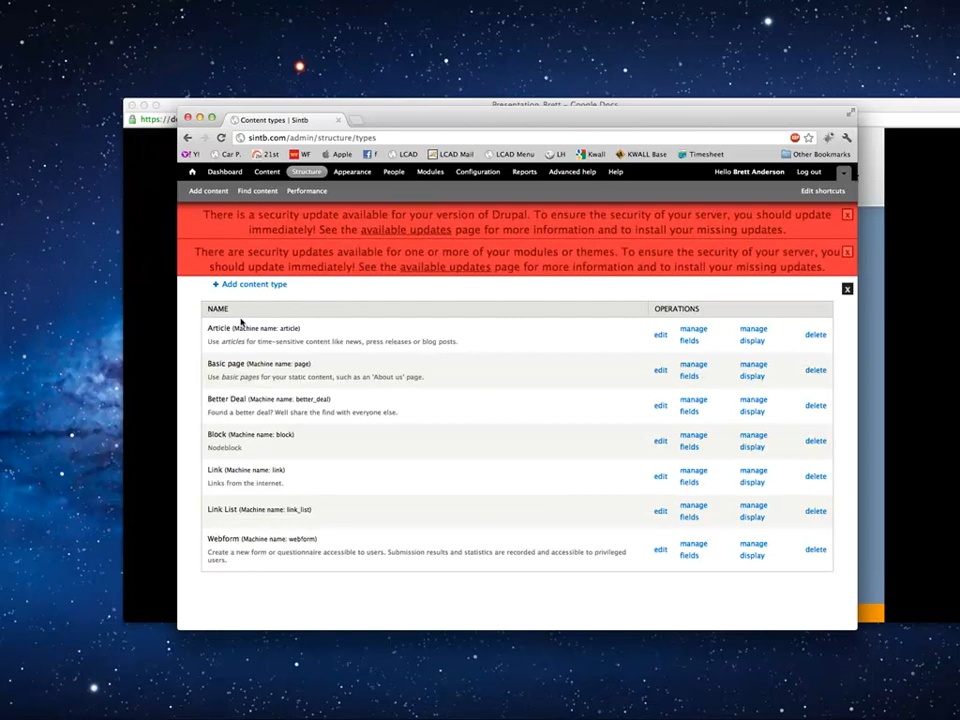 Presentation_Brett – Google Docs
https://d
Content types | Sintb
sintb.com/admin/structure/types
Y! Car P. 21st WF Apple f LCAD LCAD Mail LCAD Menu LH Kwall KWALL Base Timesheet Other Bookmarks
Dashboard Content Structure Appearance People Modules Configuration Reports Advanced help Help Hello Brett Anderson Log out
Add content Find content Performance Edit shortcuts
There is a security update available for your version of Drupal. To ensure the security of your server, you should update x
immediately! See the available updates page for more information and to install your missing updates.
There are security updates available for one or more of your modules or themes. To ensure the security of your server, you x
should update immediately! See the available updates page for more information and to install your missing updates.
+ Add content type X
NAME OPERATIONS
Article (Machine name: article) edit manage fields manage display delete
Use articles for time-sensitive content like news, press releases or blog posts.
Basic page (Machine name: page) edit manage fields manage display delete
Use basic pages for your static content, such as an 'About us' page.
Better Deal (Machine name: better_deal) edit manage fields manage display delete
Found a better deal? Well share the find with everyone else.
Block (Machine name: block) edit manage fields manage display delete
Nodeblock
Link (Machine name: link) edit manage fields manage display delete
Links from the internet.
Link List (Machine name: link_list) edit manage fields manage display delete
Webform (Machine name: webform) edit manage fields manage display delete
Create a new form or questionnaire accessible to users. Submission results and statistics are recorded and accessible to privileged
users.